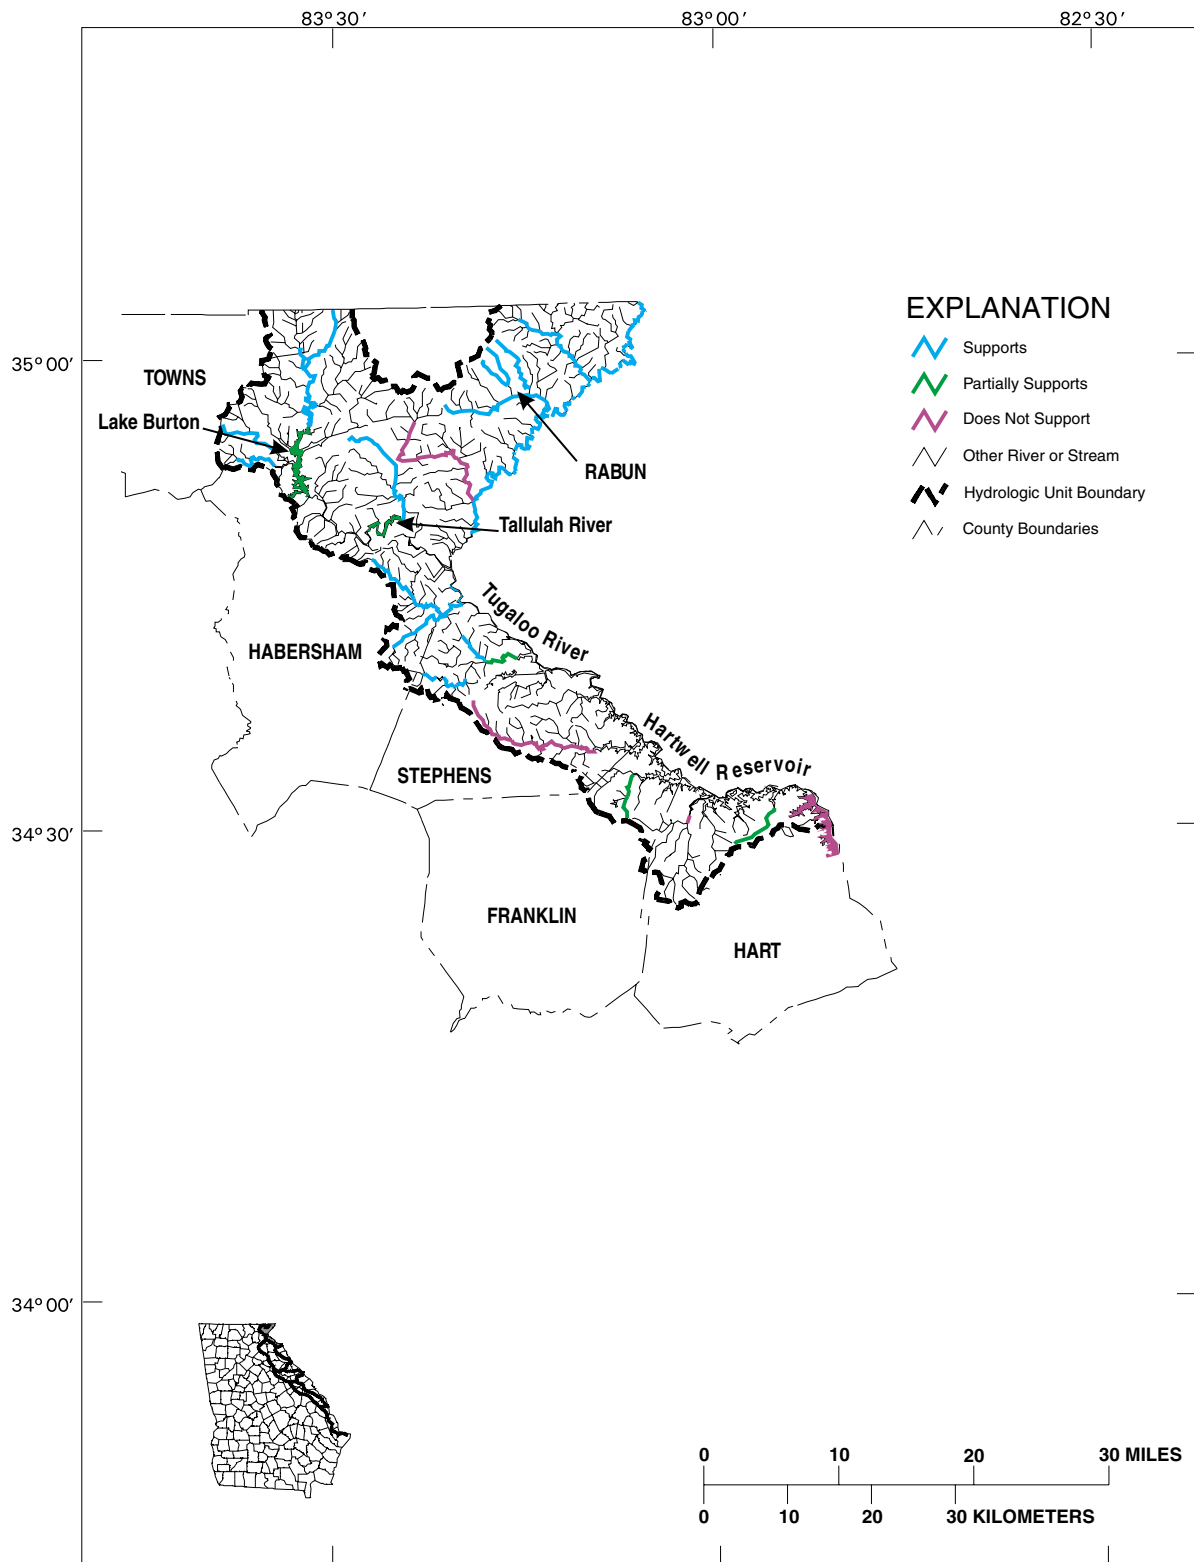 83° 30′
83° 00′
82° 30′
EXPLANATION
Supports
35° 00′
TOWNS
Partially Supports
Lake Burton
Does Not Support
Other River or Stream
RABUN
Hydrologic Unit Boundary
Tallulah River
County Boundaries
Tugaloo River
HABERSHAM
Hartwell Reservoir
STEPHENS
34° 30′
FRANKLIN
HART
34° 00′
0 10 20 30 MILES
0 10 20 30 KILOMETERS